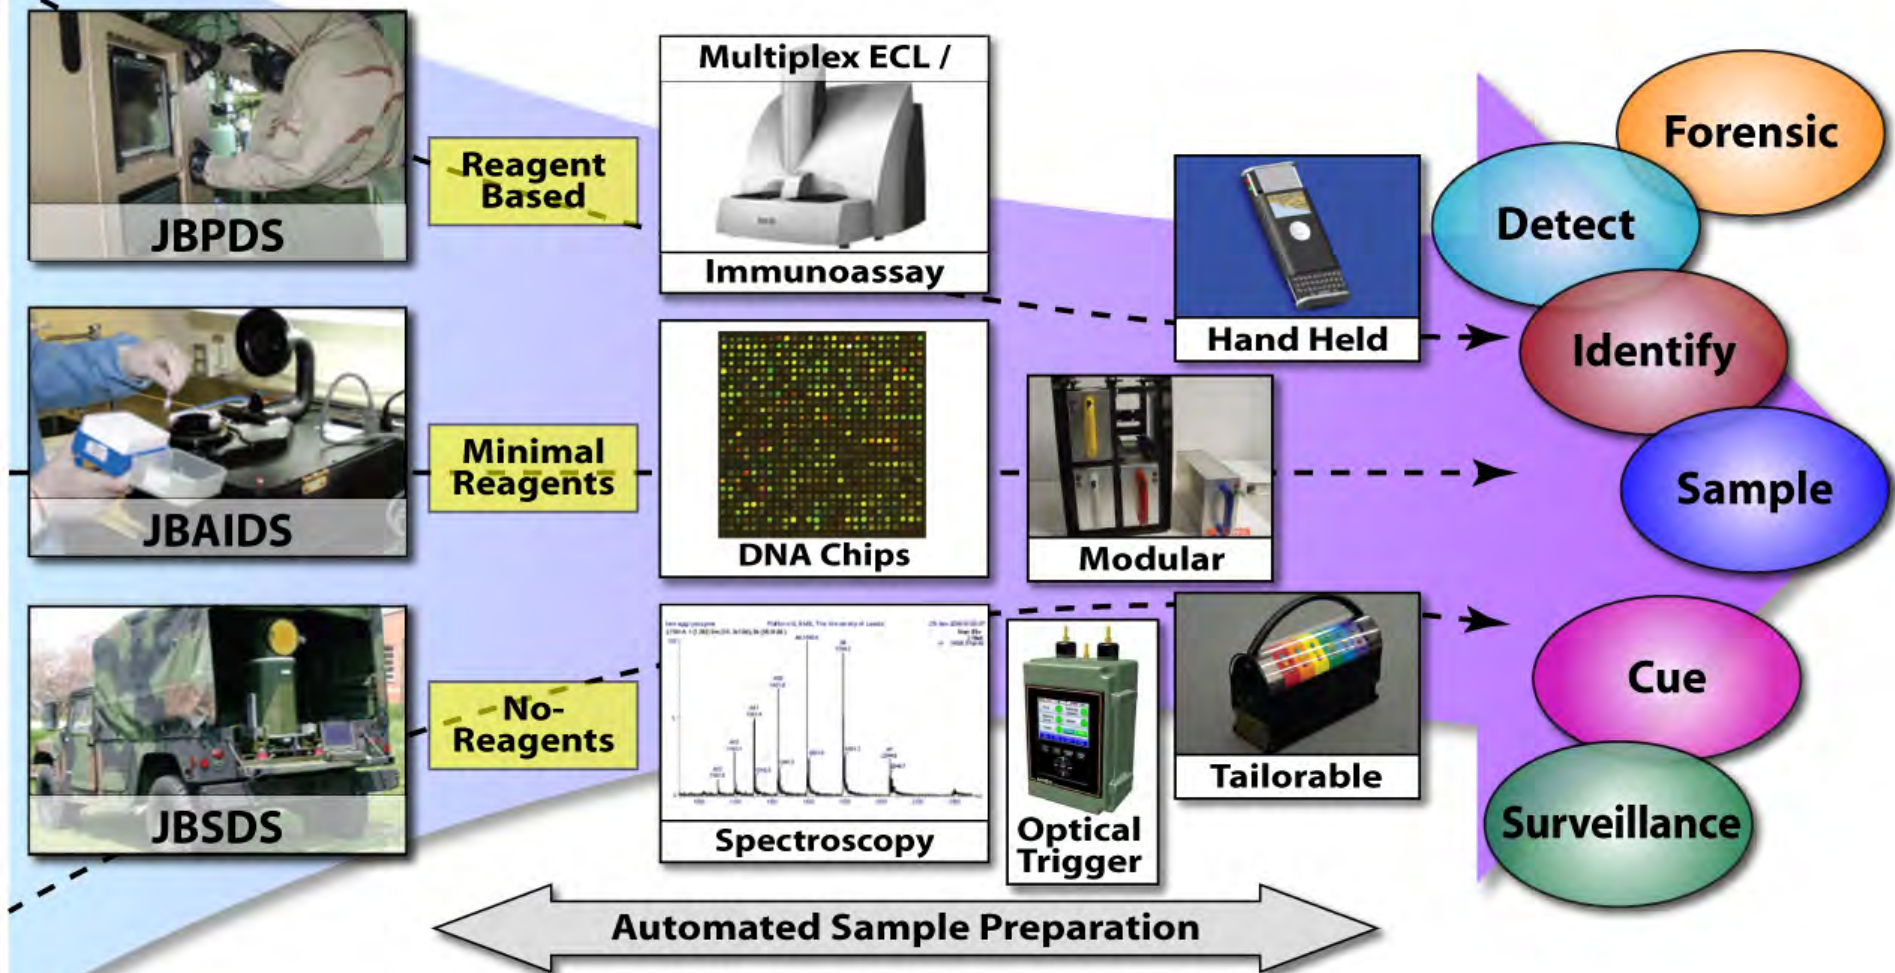 JBPDS
Reagent
Based
Multiplex ECL /
Immunoassay
Hand Held
Forensic
Detect
Identify
Sample
JBAIDS
Minimal
Reagents
DNA Chips
Modular
JBSDS
No-
Reagents
Spectroscopy
Optical
Trigger
Tailorable
Cue
Surveillance
Automated Sample Preparation